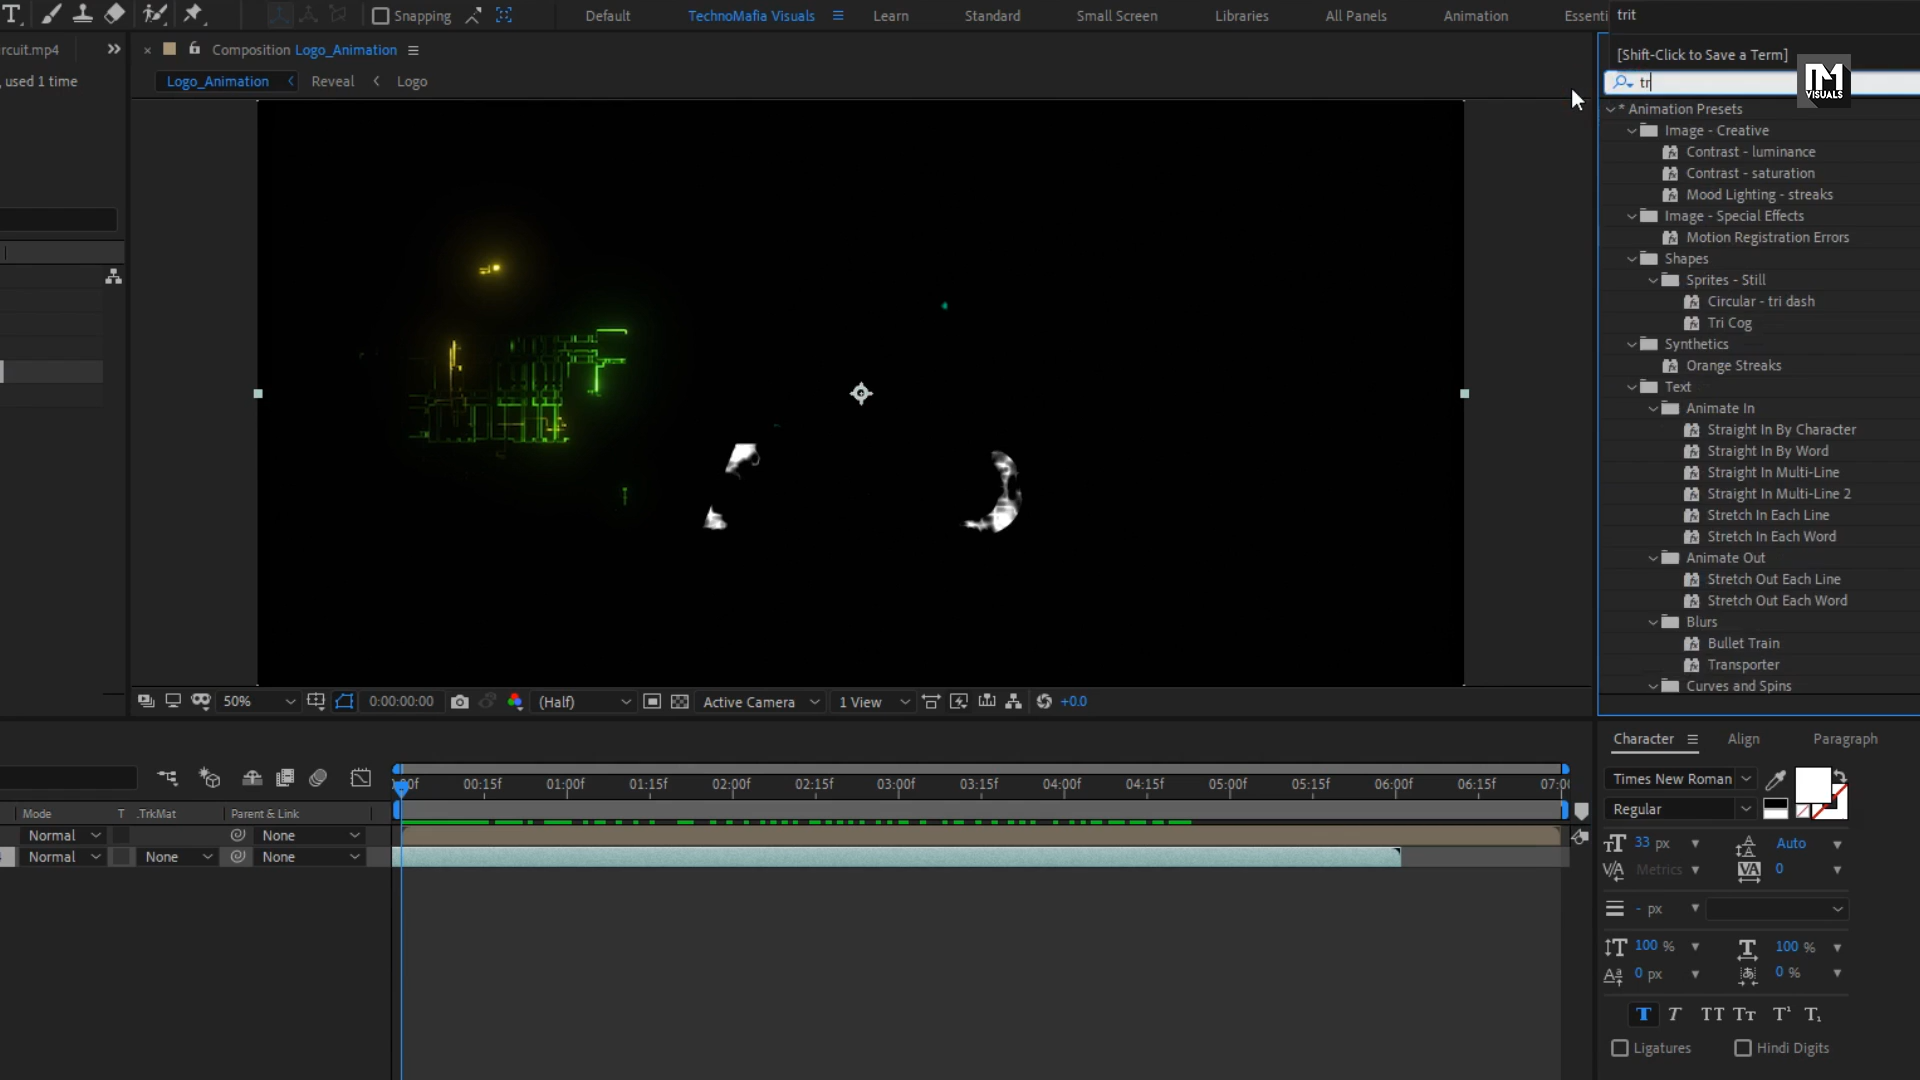 Snapping
Default
TechnoMafia Visuals
Learn
Standard
Small Screen
Libraries
All Panels
Animation
Essenti
trit
rcuit.mp4
Composition Logo_Animation
[Shift-Click to Save a Term]
, used 1 time
Logo_Animation
Reveal
Logo
tr
VISUALS
* Animation Presets
Image - Creative
Contrast - luminance
Contrast - saturation
Mood Lighting - streaks
Image - Special Effects
Motion Registration Errors
Shapes
Sprites - Still
Circular - tri dash
Tri Cog
Synthetics
Orange Streaks
Text
Animate In
Straight In By Character
Straight In By Word
Straight In Multi-Line
Straight In Multi-Line 2
Stretch In Each Line
Stretch In Each Word
Animate Out
Stretch Out Each Line
Stretch Out Each Word
Blurs
Bullet Train
Transporter
Curves and Spins
50%
0:00:00:00
(Half)
Active Camera
1 View
+0.0
Character
Align
Paragraph
00:15f
01:00f
01:15f
02:00f
02:15f
03:00f
03:15f
04:00f
04:15f
05:00f
05:15f
06:00f
06:15f
07:0
Times New Roman
Regular
Mode
T
.TrkMat
Parent & Link
Normal
None
Normal
None
None
33 px
Auto
Metrics
0
- px
100 %
100 %
0 px
0 %
T T TT Tт T¹ T₁
Ligatures
Hindi Digits